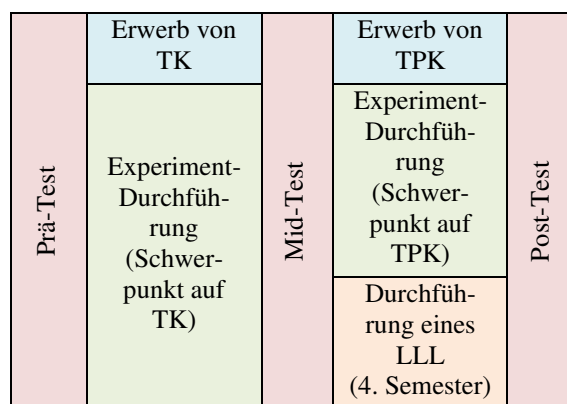 Prä-Test
Erwerb von
TK
Experiment-
Durchfüh-
rung
(Schwer-
punkt auf
TK)
Mid-Test
Erwerb von
TPK
Experiment-
Durchfüh-
rung
(Schwer-
punkt auf
TPK)
Durchfüh-
rung eines
LLL
(4. Semester)
Post-Test